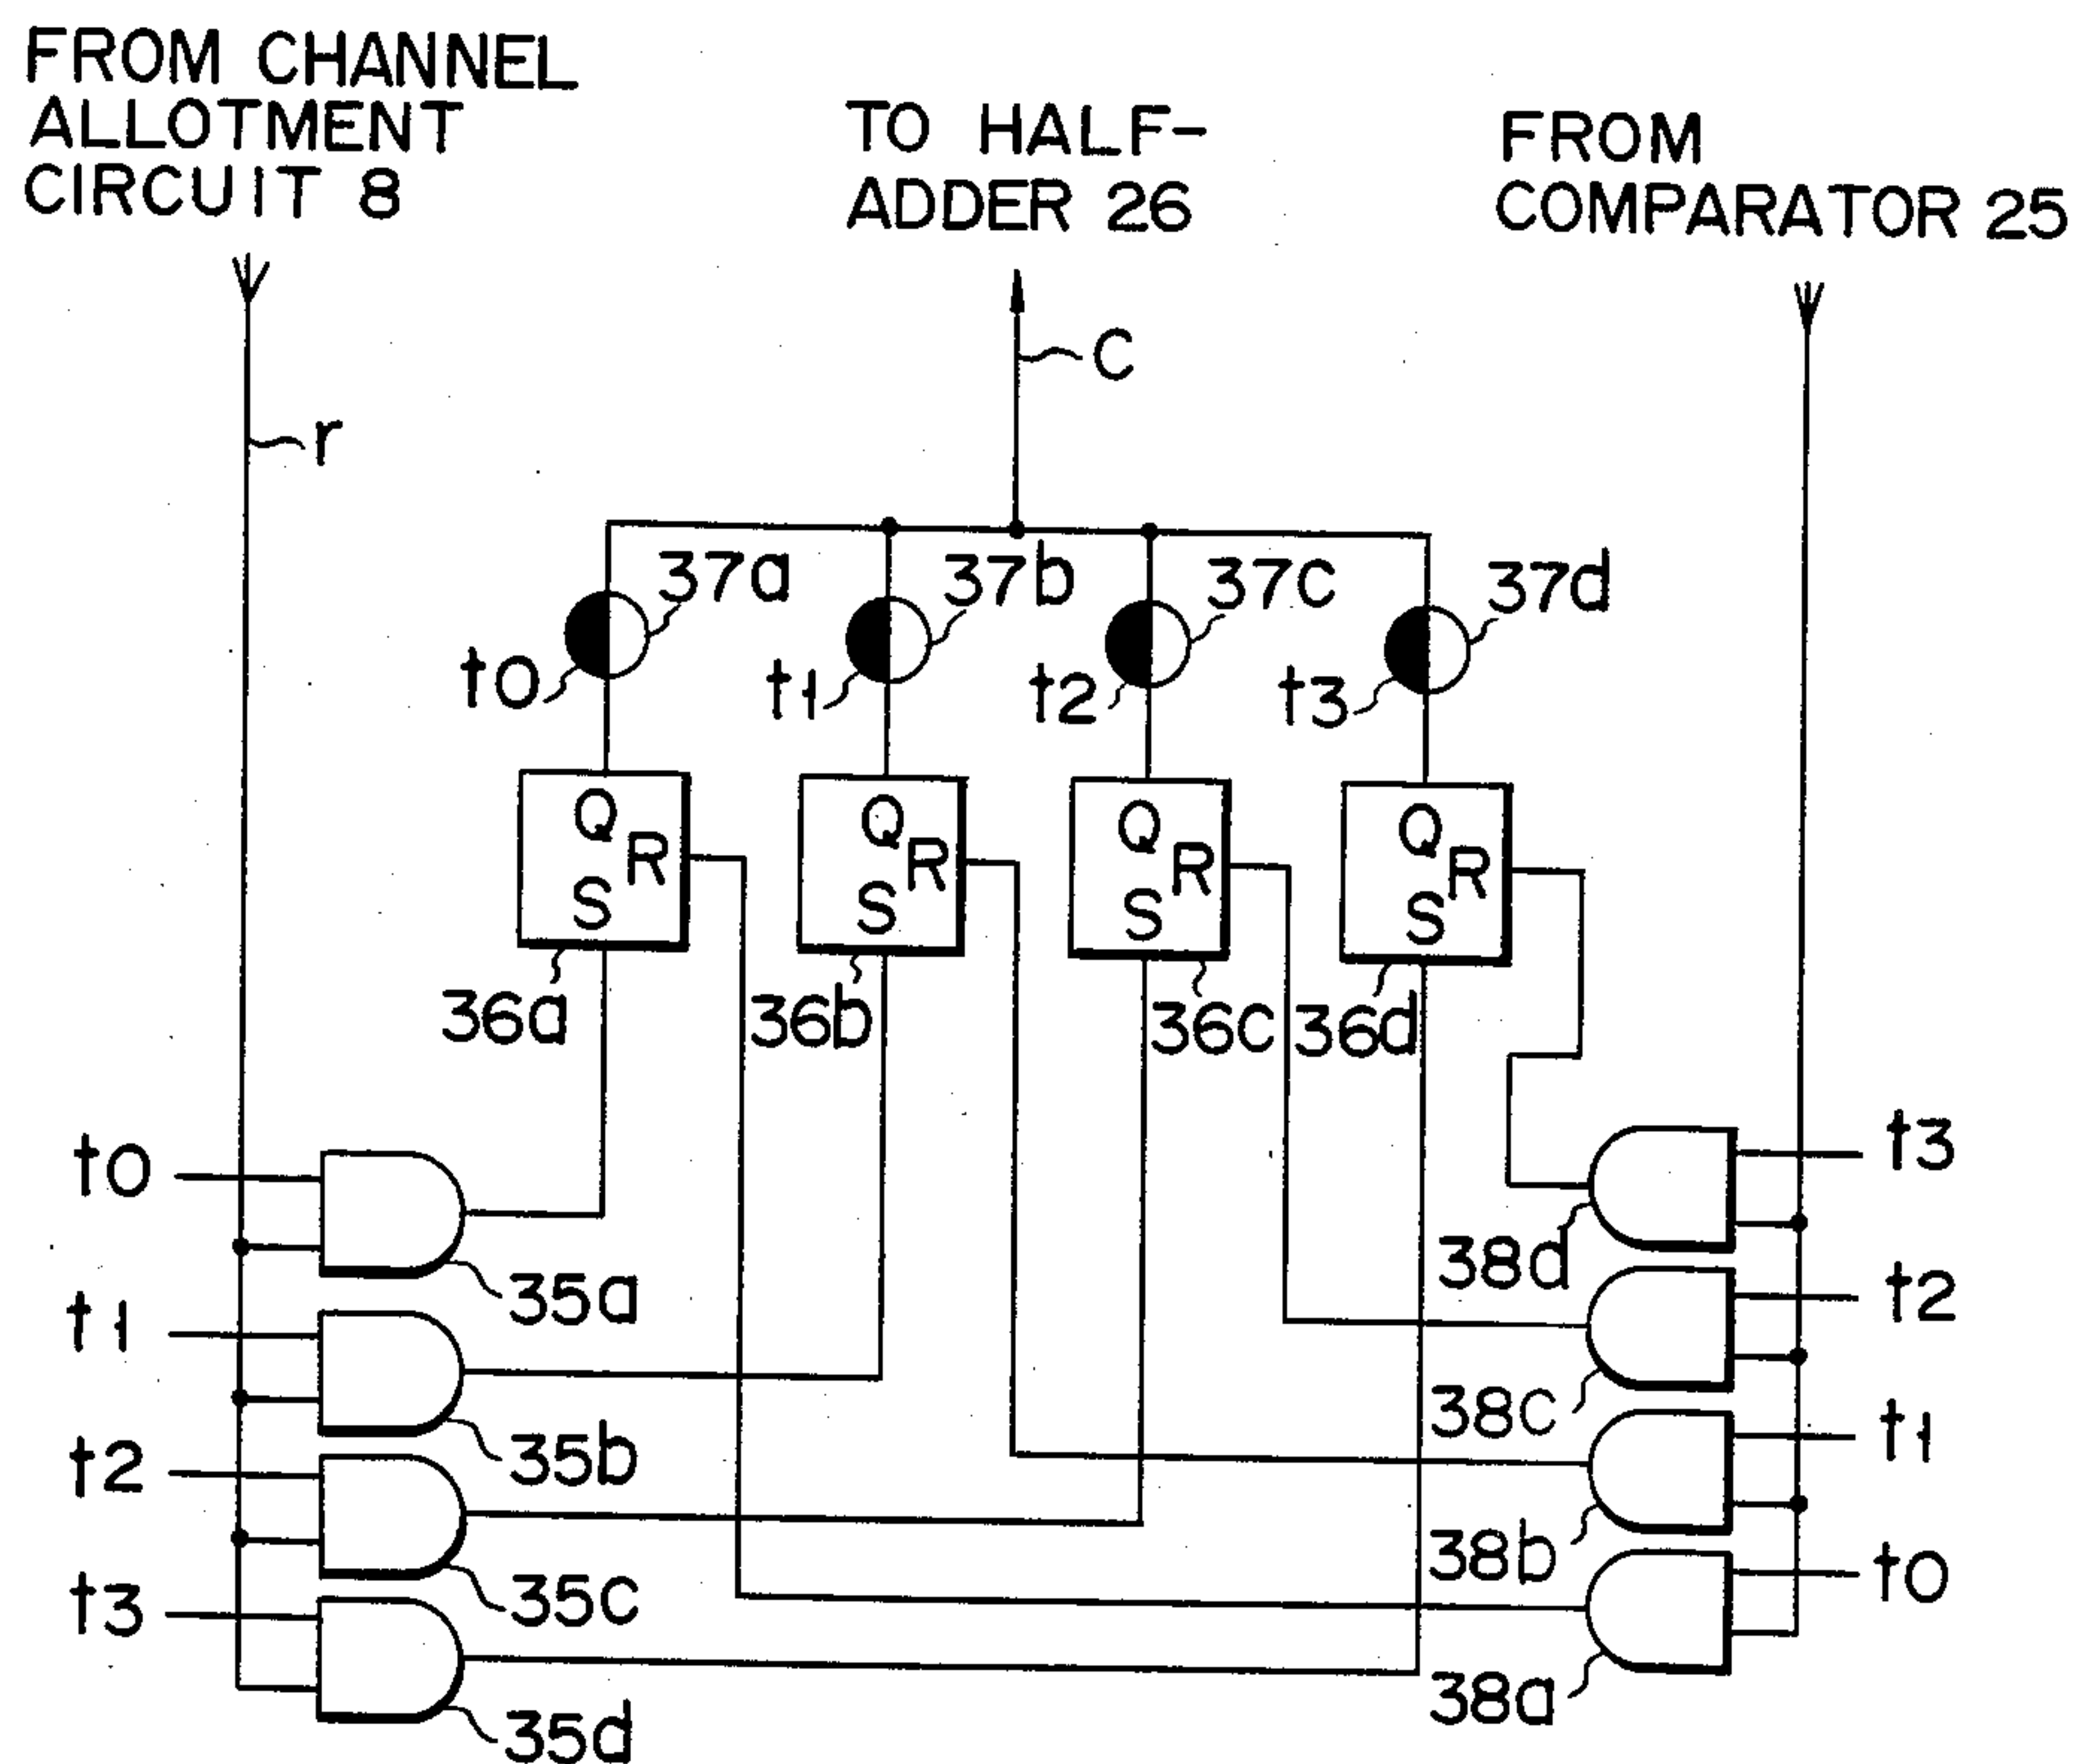 FROM CHANNEL
ALLOTMENT
CIRCUIT 8
TO HALF-
ADDER 26
FROM
COMPARATOR 25
C
r
37a
37b
37c
37d
t0
t1
t2
t3
Q
R
S
Q
R
S
Q
R
S
Q
R
S
36a
36b
36c
36d
t0
35a
t1
35b
t2
35c
t3
35d
t3
38d
t2
38c
t1
38b
t0
38a